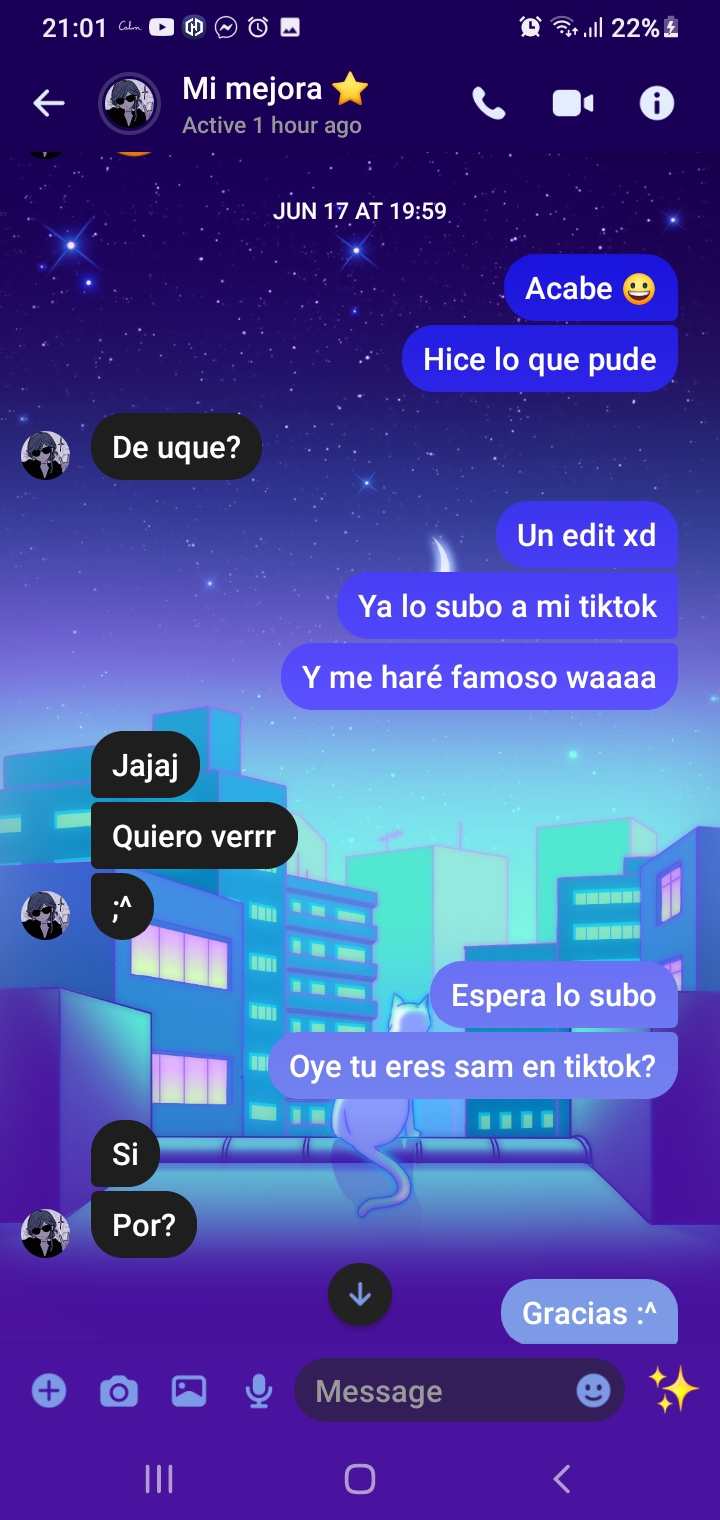 21:01 Calm 22%
Mi mejora ⭐
Active 1 hour ago
JUN 17 AT 19:59
Acabe 😀
Hice lo que pude
De uque?
Un edit xd
Ya lo subo a mi tiktok
Y me haré famoso waaaa
Jajaj
Quiero verrr
;^
Espera lo subo
Oye tu eres sam en tiktok?
Si
Por?
Gracias :^
Message